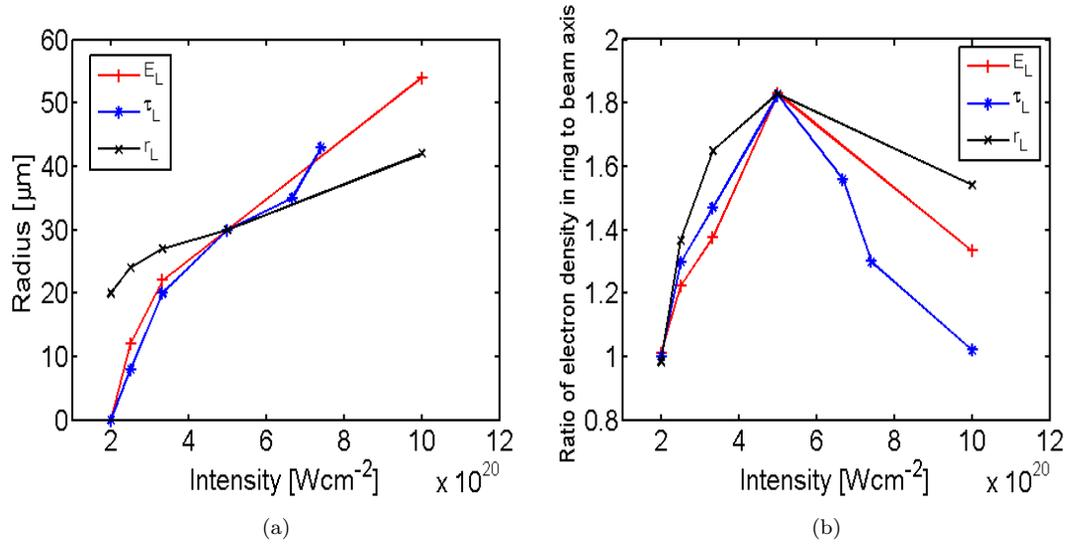 60
50
40
30
20
10
0
2 4 6 8 10 12
Radius [μm]
Intensity [Wcm-2]
x 10^20
E_L
τ_L
r_L
(a)
2
1.8
1.6
1.4
1.2
1
0.8
2 4 6 8 10 12
Ratio of electron density in ring to beam axis
Intensity [Wcm-2]
x 10^20
E_L
τ_L
r_L
(b)